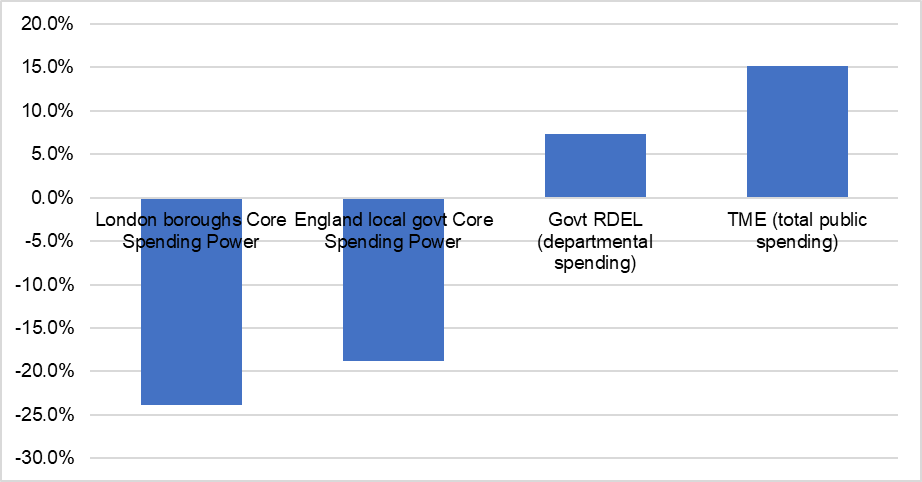 20.0%
15.0%
10.0%
5.0%
0.0%
-5.0%
-10.0%
-15.0%
-20.0%
-25.0%
-30.0%
London boroughs Core
Spending Power
England local govt Core
Spending Power
Govt RDEL
(departmental
spending)
TME (total public
spending)